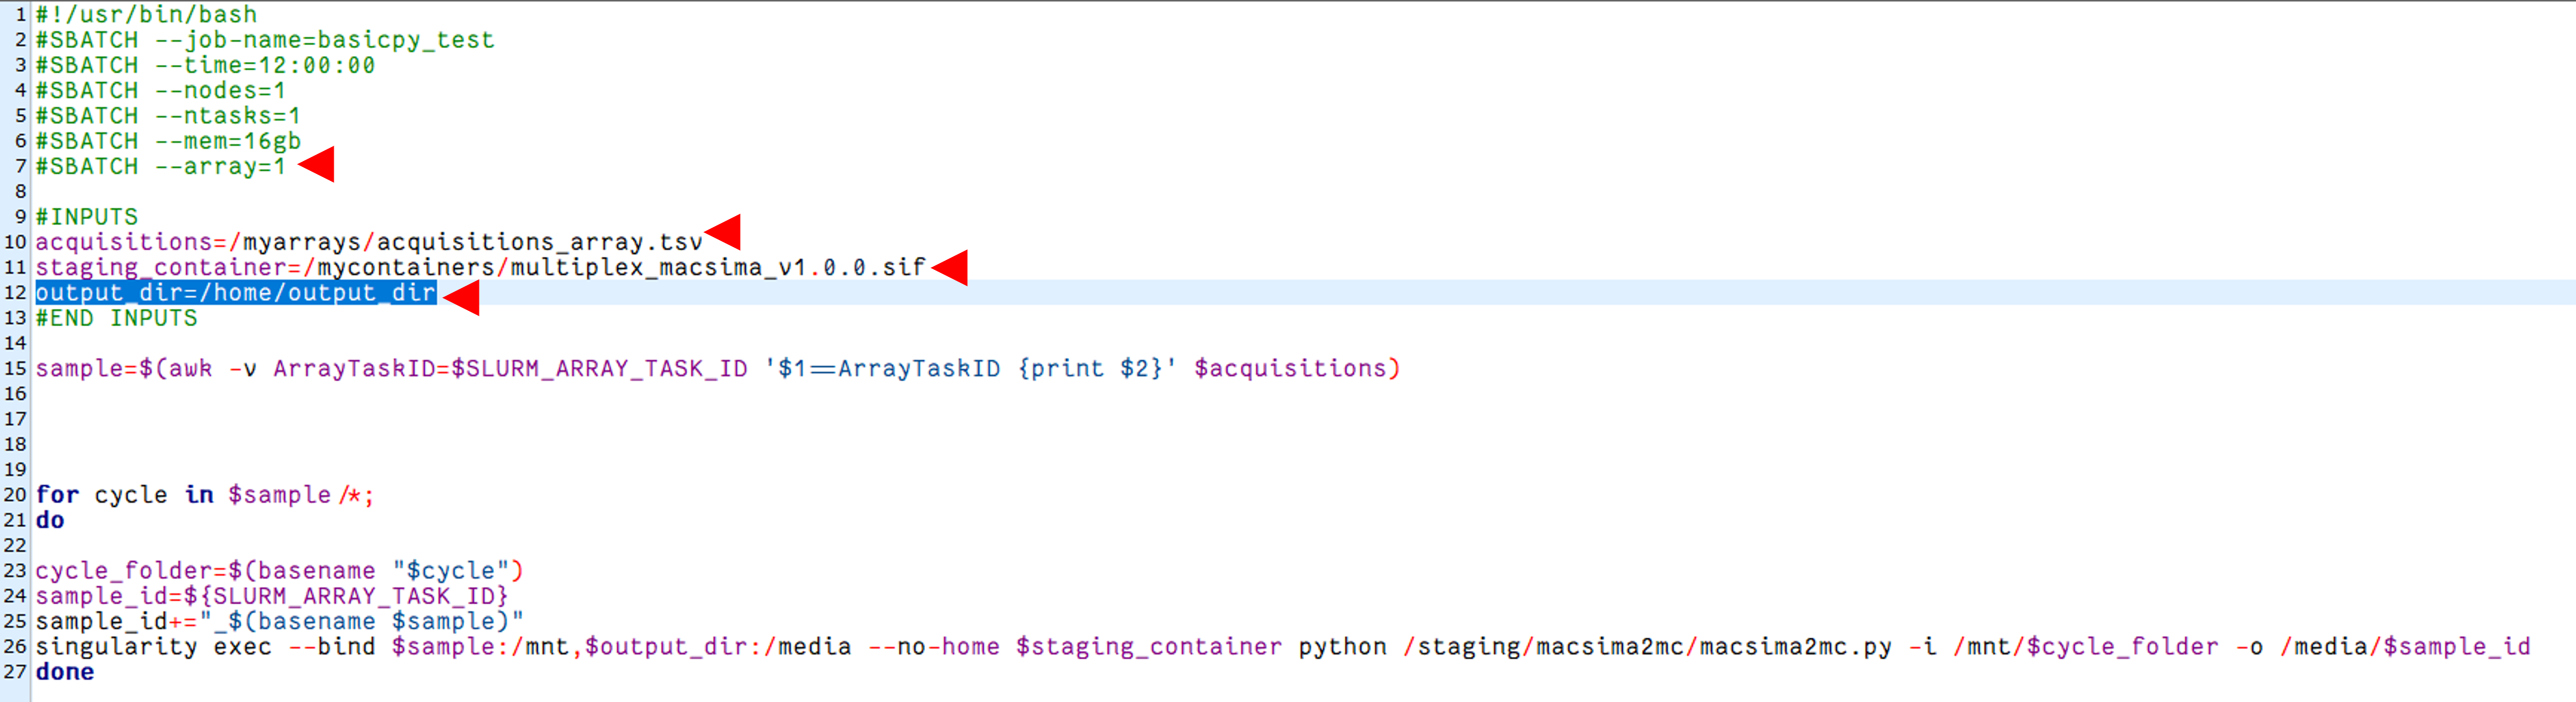 1 #!/usr/bin/bash
2 #SBATCH --job-name=basicpy_test
3 #SBATCH --time=12:00:00
4 #SBATCH --nodes=1
5 #SBATCH --ntasks=1
6 #SBATCH --mem=16gb
7 #SBATCH --array=1
8
9 #INPUTS
10 acquisitions=/myarrays/acquisitions_array.tsv
11 staging_container=/mycontainers/multiplex_macsima_v1.0.0.sif
12 output_dir=/home/output_dir
13 #END INPUTS
14
15 sample=$(awk -v ArrayTaskID=$SLURM_ARRAY_TASK_ID '$1==ArrayTaskID {print $2}' $acquisitions)
16
17
18
19
20 for cycle in $sample/*;
21 do
22
23 cycle_folder=$(basename "$cycle")
24 sample_id=${SLURM_ARRAY_TASK_ID}
25 sample_id+="_$(basename $sample)"
26 singularity exec --bind $sample:/mnt,$output_dir:/media --no-home $staging_container python /staging/macsima2mc/macsima2mc.py -i /mnt/$cycle_folder -o /media/$sample_id
27 done